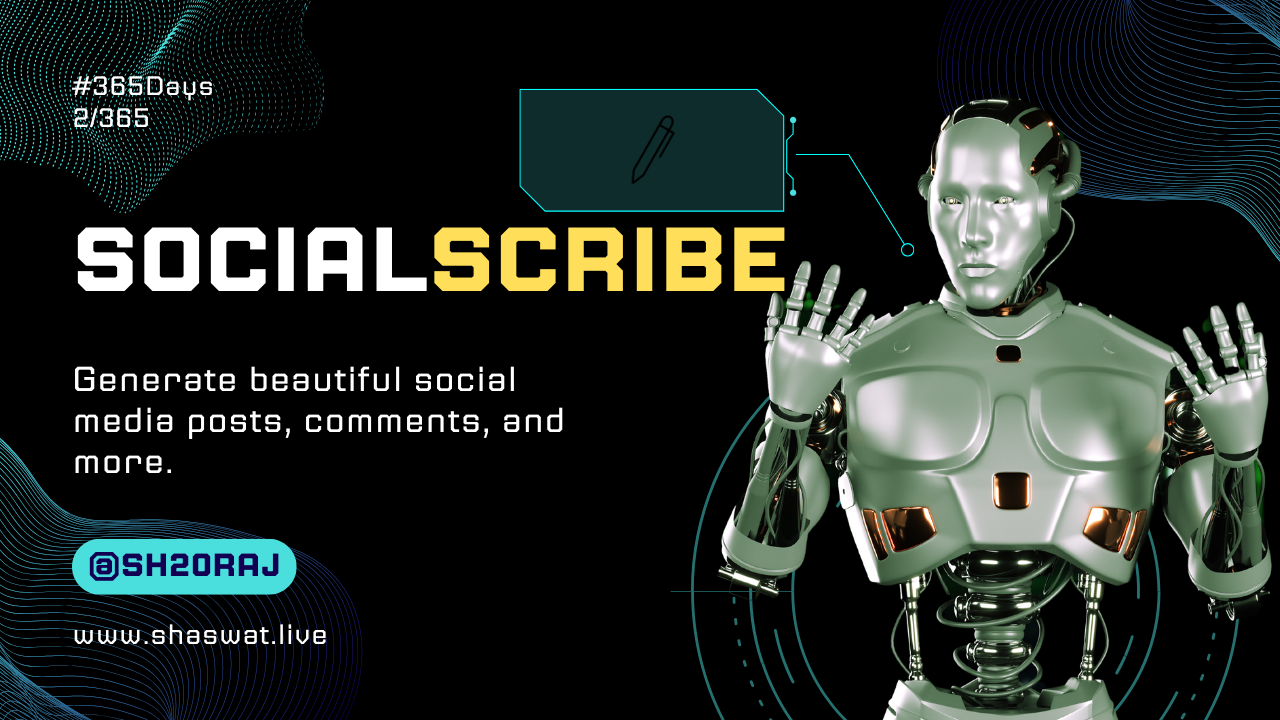 #365Days
2/365
SOCIALSCRIBE
Generate beautiful social
media posts, comments, and
more.
@SH20RAJ
www.shaswat.live